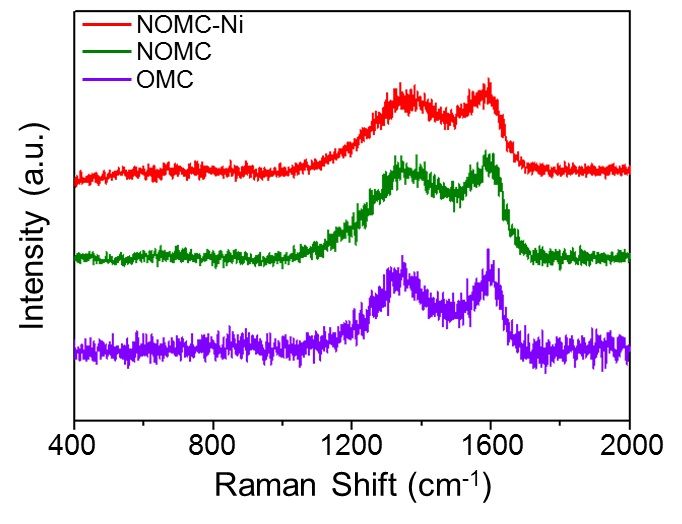 NOMC-Ni
NOMC
OMC
Intensity (a.u.)
400 800 1200 1600 2000
Raman Shift (cm⁻¹)